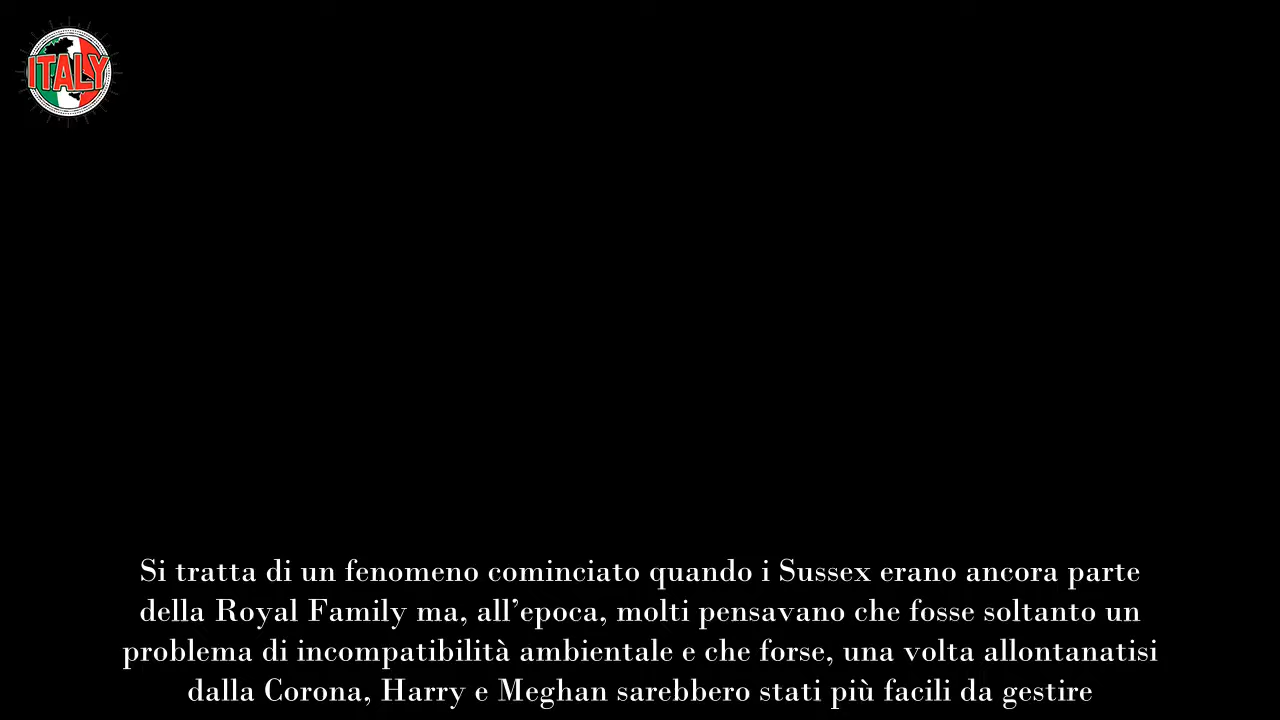 ITALY
Si tratta di un fenomeno cominciato quando i Sussex erano ancora parte
della Royal Family ma, all’epoca, molti pensavano che fosse soltanto un
problema di incompatibilità ambientale e che forse, una volta allontanatisi
dalla Corona, Harry e Meghan sarebbero stati più facili da gestire